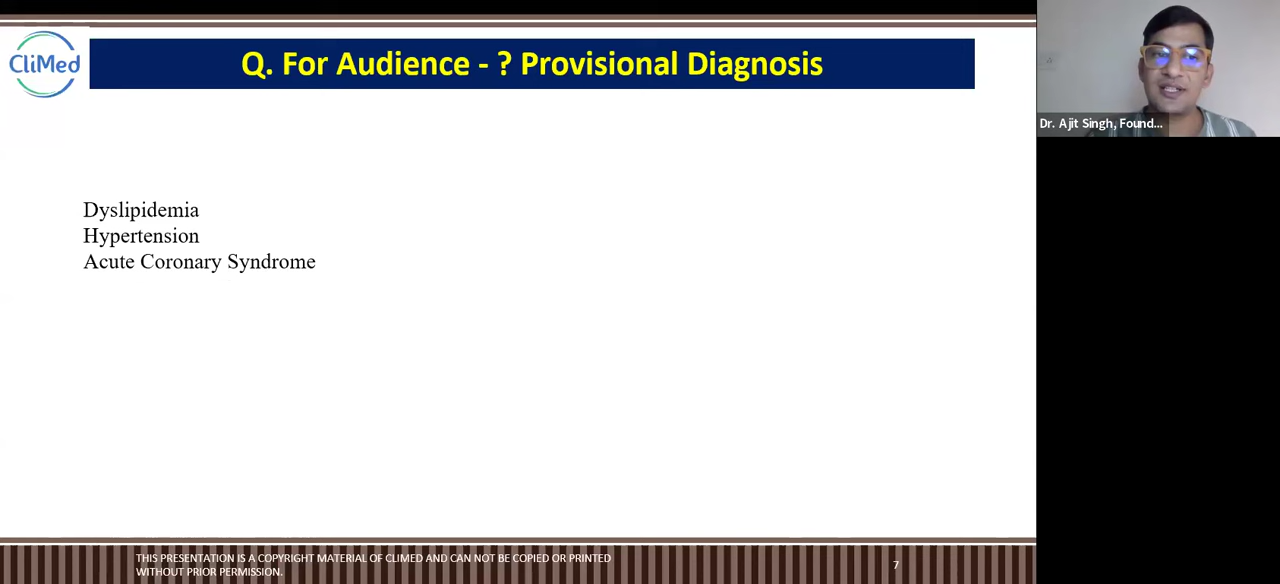 CliMed
Q. For Audience - ? Provisional Diagnosis
Dr. Ajit Singh, Found...
Dyslipidemia
Hypertension
Acute Coronary Syndrome
THIS PRESENTATION IS A COPYRIGHT MATERIAL OF CLIMED AND CAN NOT BE COPIED OR PRINTED
WITHOUT PRIOR PERMISSION.
7